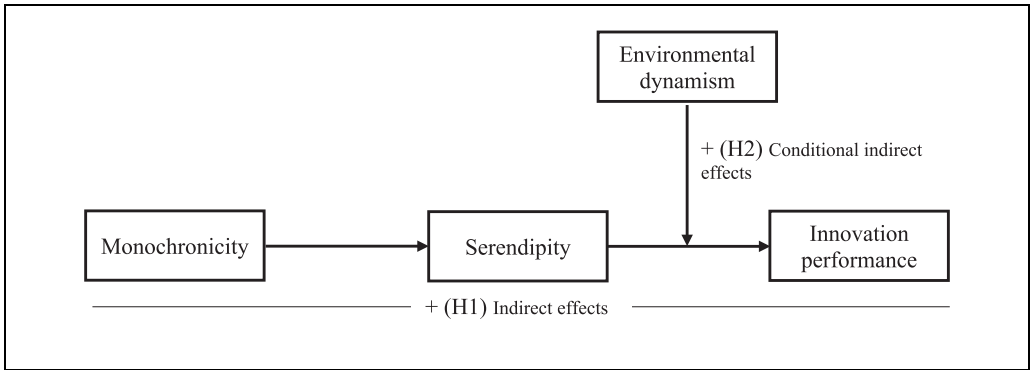 Environmental
dynamism
+ (H2) Conditional indirect
effects
Monochronicity
Serendipity
Innovation
performance
+ (H1) Indirect effects